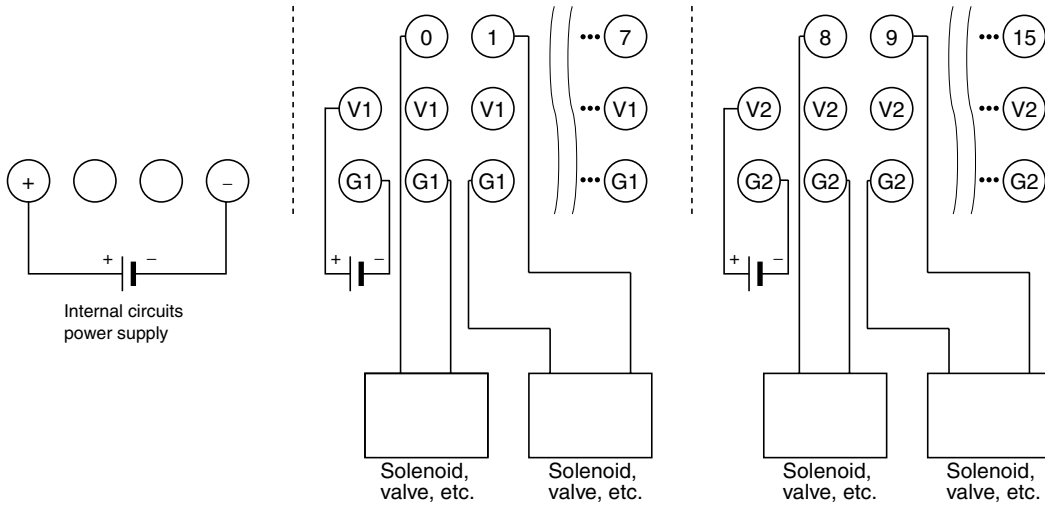 0 1 ••• 7
V1 V1 V1 ••• V1
G1 G1 G1 ••• G1
+ −
+ −
Internal circuits
power supply
+ −
Solenoid,
valve, etc.
Solenoid,
valve, etc.
8 9 ••• 15
V2 V2 V2 ••• V2
G2 G2 G2 ••• G2
+ −
Solenoid,
valve, etc.
Solenoid,
valve, etc.